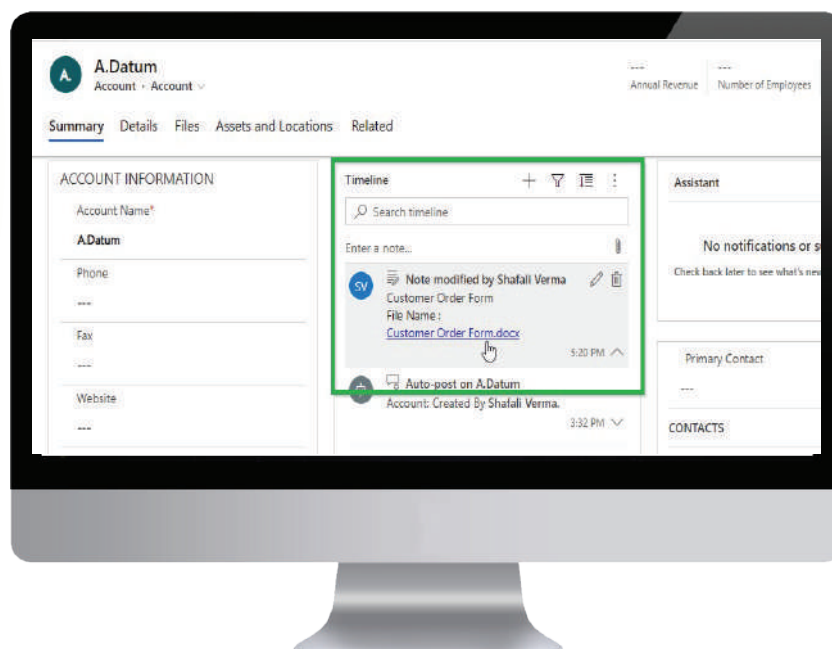 A.
A.Datum
Account · Account
---
Annual Revenue
---
Number of Employees
Summary
Details
Files
Assets and Locations
Related
ACCOUNT INFORMATION
Account Name*
A.Datum
Phone
---
Fax
---
Website
---
Timeline
Search timeline
Enter a note...
SV
Note modified by Shafali Verma
Customer Order Form
File Name :
Customer Order Form.docx
5:20 PM
Auto-post on A.Datum
Account: Created By Shafali Verma.
3:32 PM
Assistant
No notifications or
Check back later to see what's new
Primary Contact
---
CONTACTS